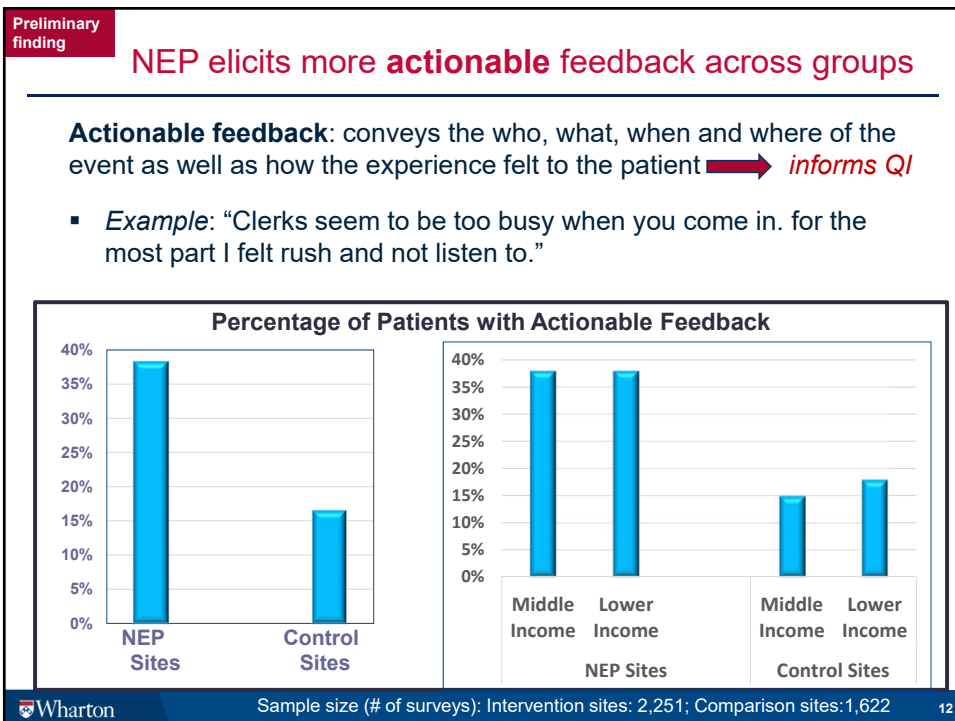 Preliminary
finding
NEP elicits more actionable feedback across groups
Actionable feedback: conveys the who, what, when and where of the
event as well as how the experience felt to the patient informs QI
▪ Example: “Clerks seem to be too busy when you come in. for the
most part I felt rush and not listen to.”
Percentage of Patients with Actionable Feedback
40%
35%
30%
25%
20%
15%
10%
5%
0%
NEP Control
Sites Sites
40%
35%
30%
25%
20%
15%
10%
5%
0%
Middle Lower Middle Lower
Income Income Income Income
NEP Sites Control Sites
Wharton Sample size (# of surveys): Intervention sites: 2,251; Comparison sites:1,622 12